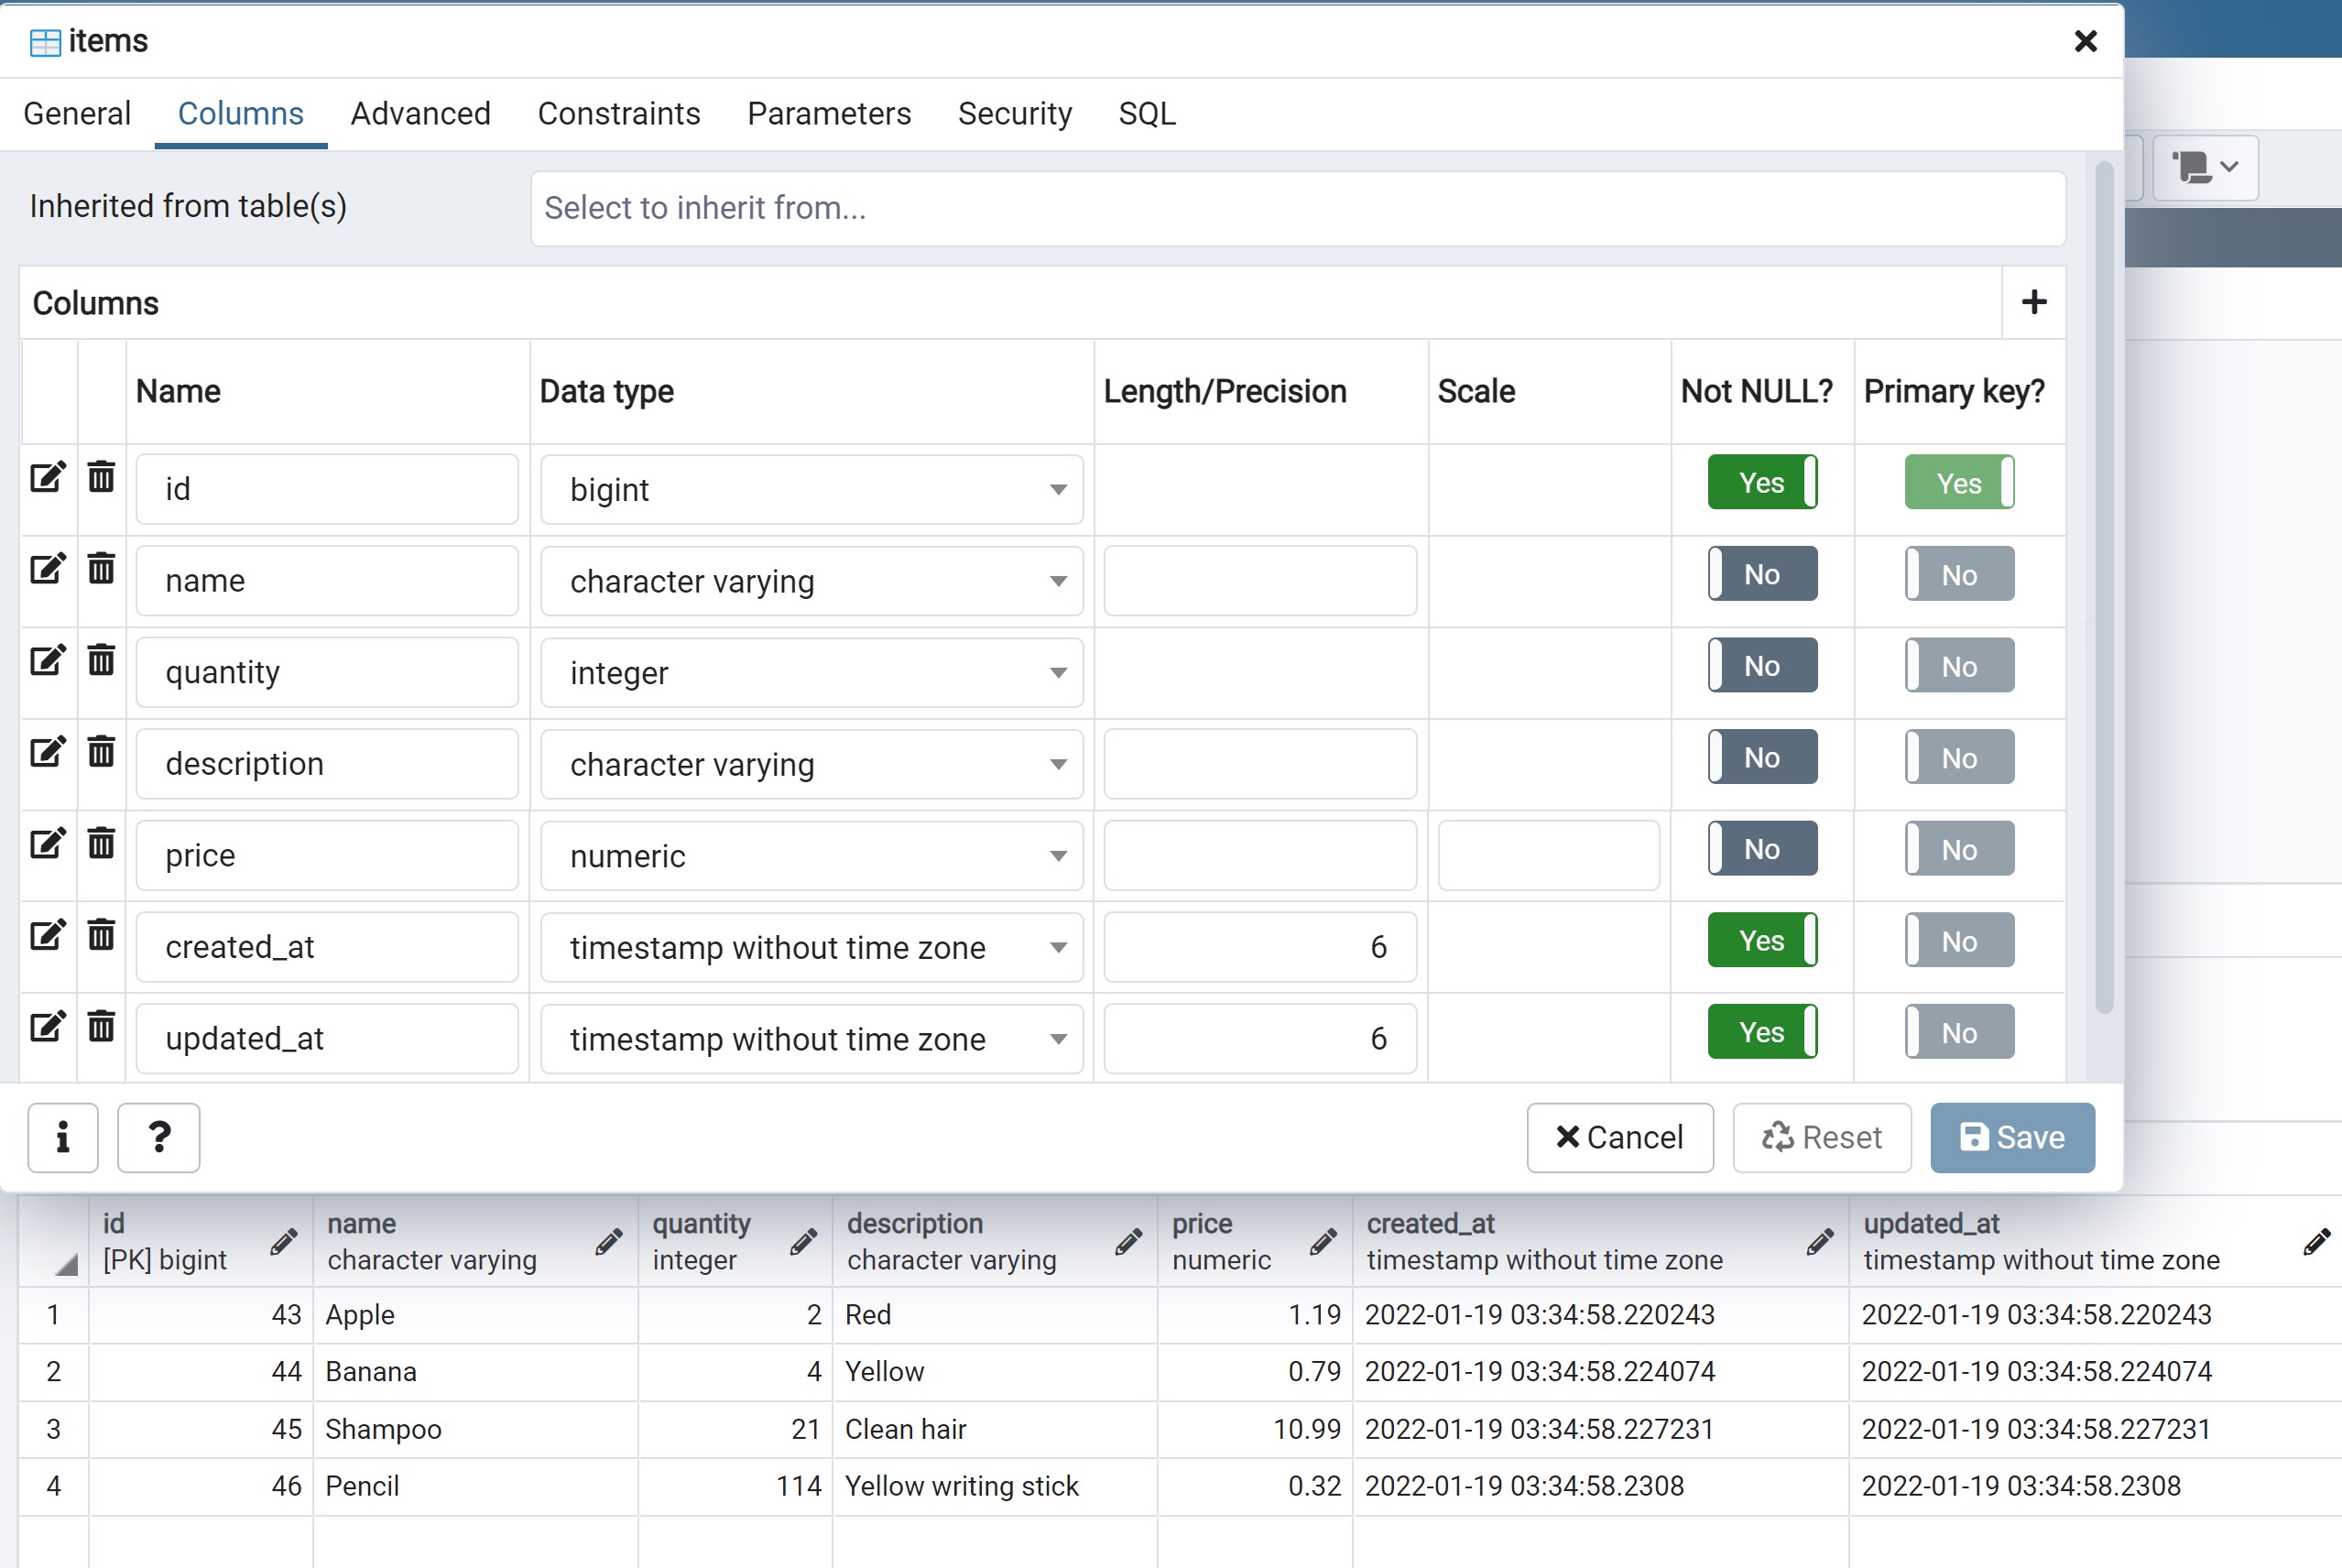 items
General Columns Advanced Constraints Parameters Security SQL
Inherited from table(s) Select to inherit from...
Columns
Name Data type Length/Precision Scale Not NULL? Primary key?
id bigint Yes Yes
name character varying No No
quantity integer No No
description character varying No No
price numeric No No
created_at timestamp without time zone 6 Yes No
updated_at timestamp without time zone 6 Yes No
i ? Cancel Reset Save
id name quantity description price created_at updated_at
[PK] bigint character varying integer character varying numeric timestamp without time zone timestamp without time zone
1 43 Apple 2 Red 1.19 2022-01-19 03:34:58.220243 2022-01-19 03:34:58.220243
2 44 Banana 4 Yellow 0.79 2022-01-19 03:34:58.224074 2022-01-19 03:34:58.224074
3 45 Shampoo 21 Clean hair 10.99 2022-01-19 03:34:58.227231 2022-01-19 03:34:58.227231
4 46 Pencil 114 Yellow writing stick 0.32 2022-01-19 03:34:58.2308 2022-01-19 03:34:58.2308